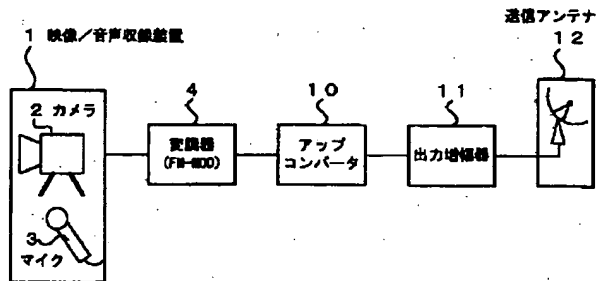 送信アンテナ
1 映像/音声収録装置
12
2 カメラ
4
10
11
変調器
(FM-MOD)
アップ
コンバータ
出力増幅器
3
マイク